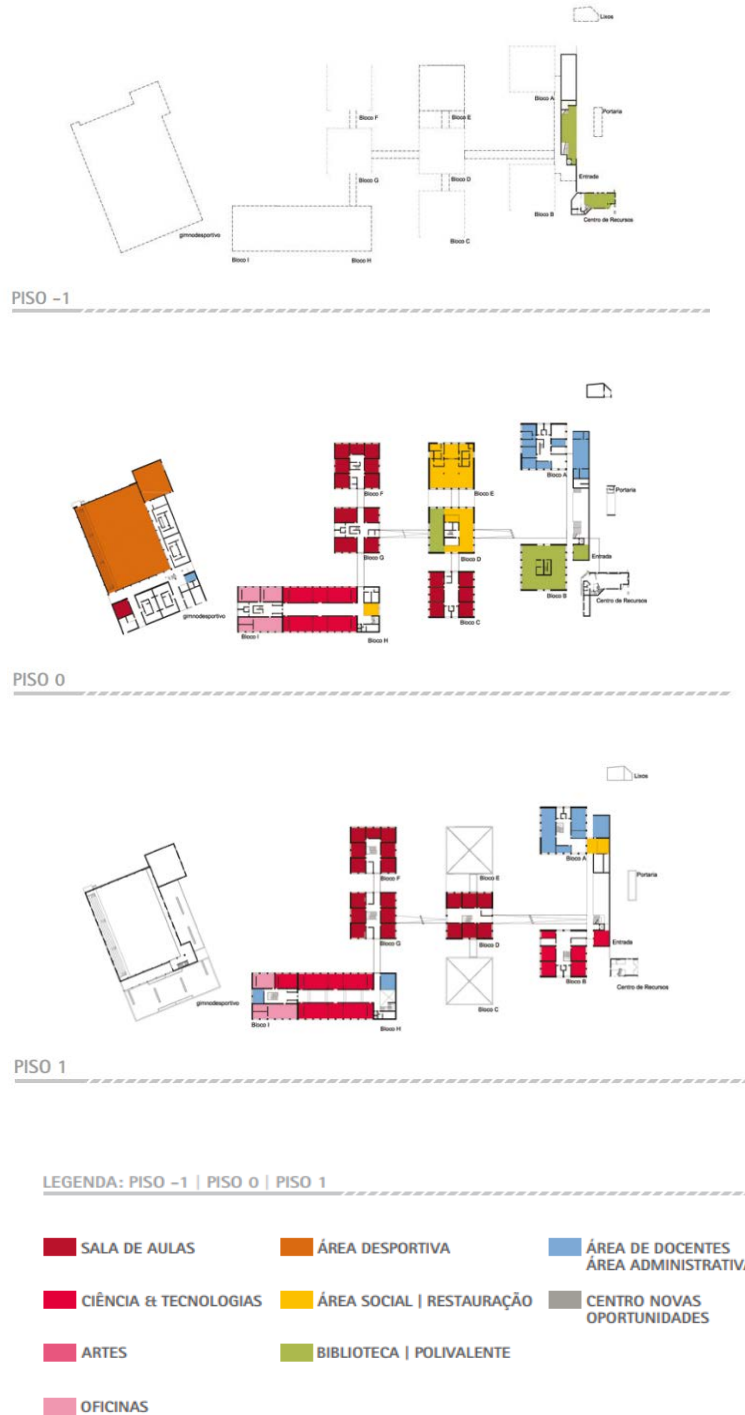 Lixos
Bloco A
Portaria
Bloco F
Bloco E
Bloco G
Bloco D
Entrada
Bloco B
Centro de Recursos
gimnodesportivo
Bloco C
Bloco I
Bloco H
PISO -1
Bloco A
Portaria
Bloco F
Bloco E
Bloco G
Bloco D
Entrada
Bloco B
Centro de Recursos
gimnodesportivo
Bloco C
Bloco I
Bloco H
PISO 0
Lixos
Bloco A
Portaria
Bloco F
Bloco E
Bloco G
Bloco D
Entrada
Bloco B
Centro de Recursos
gimnodesportivo
Bloco C
Bloco I
Bloco H
PISO 1
LEGENDA: PISO -1 | PISO 0 | PISO 1
SALA DE AULAS
ÁREA DESPORTIVA
ÁREA DE DOCENTES
ÁREA ADMINISTRATIVA
CIÊNCIA & TECNOLOGIAS
ÁREA SOCIAL | RESTAURAÇÃO
CENTRO NOVAS
OPORTUNIDADES
ARTES
BIBLIOTECA | POLIVALENTE
OFICINAS